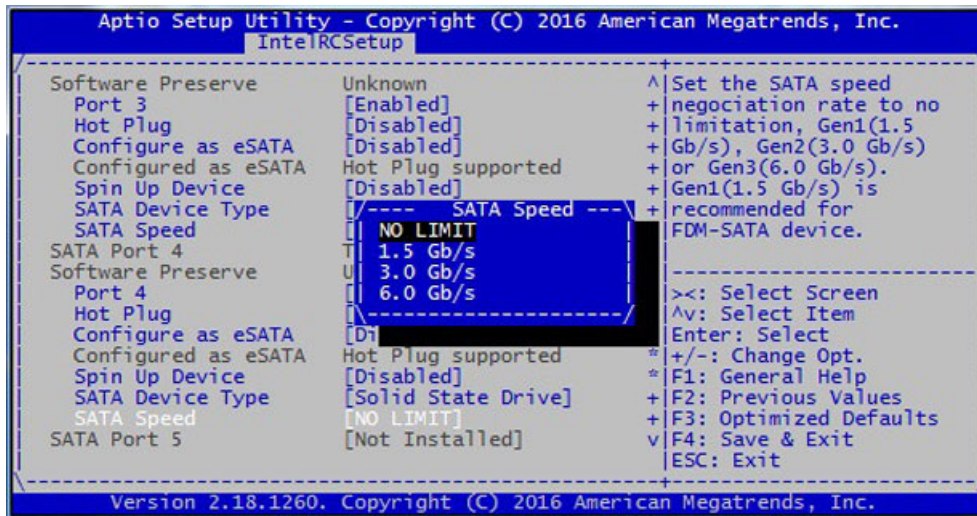 Aptio Setup Utility - Copyright (C) 2016 American Megatrends, Inc.
IntelRCSetup
Software Preserve Unknown ^
Port 3 [Enabled] +
Hot Plug [Disabled] +
Configure as eSATA [Disabled] +
Configured as eSATA Hot Plug supported +
Spin Up Device [Disabled] +
SATA Device Type [ +
SATA Speed [
SATA Port 4 T
Software Preserve U
Port 4 [
Hot Plug [
Configure as eSATA [Di
Configured as eSATA Hot Plug supported *
Spin Up Device [Disabled] *
SATA Device Type [Solid State Drive] +
SATA Speed [NO LIMIT] +
SATA Port 5 [Not Installed] v
/---- SATA Speed ---\
NO LIMIT
1.5 Gb/s
3.0 Gb/s
6.0 Gb/s
Set the SATA speed
negociation rate to no
limitation, Gen1(1.5
Gb/s), Gen2(3.0 Gb/s)
or Gen3(6.0 Gb/s).
Gen1(1.5 Gb/s) is
recommended for
FDM-SATA device.
><: Select Screen
^v: Select Item
Enter: Select
+/-: Change Opt.
F1: General Help
F2: Previous Values
F3: Optimized Defaults
F4: Save & Exit
ESC: Exit
Version 2.18.1260. Copyright (C) 2016 American Megatrends, Inc.